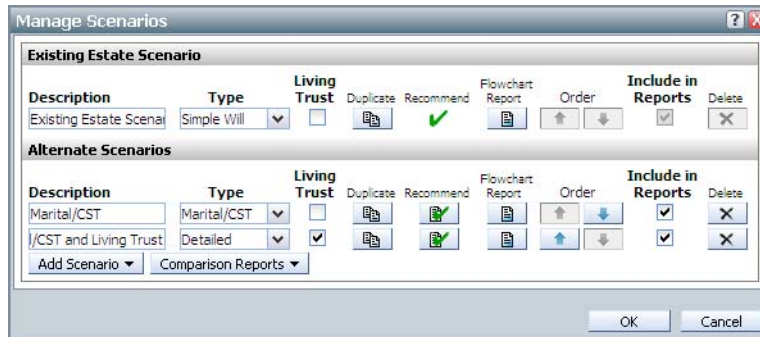 Manage Scenarios
Existing Estate Scenario
Description Type Living Trust Duplicate Recommend Flowchart Report Order Include in Reports Delete
Existing Estate Scenar Simple Will
Alternate Scenarios
Description Type Living Trust Duplicate Recommend Flowchart Report Order Include in Reports Delete
Marital/CST Marital/CST
l/CST and Living Trust Detailed
Add Scenario Comparison Reports
OK Cancel